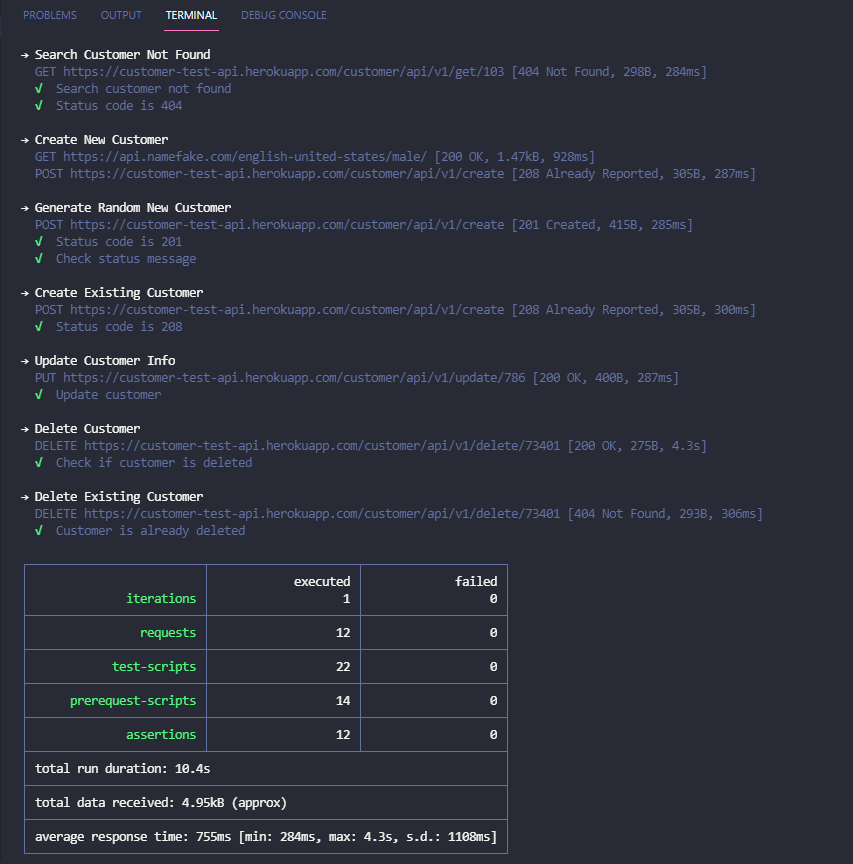 PROBLEMS OUTPUT TERMINAL DEBUG CONSOLE
→ Search Customer Not Found
GET https://customer-test-api.herokuapp.com/customer/api/v1/get/103 [404 Not Found, 298B, 284ms]
√ Search customer not found
√ Status code is 404
→ Create New Customer
GET https://api.namefake.com/english-united-states/male/ [200 OK, 1.47kB, 928ms]
POST https://customer-test-api.herokuapp.com/customer/api/v1/create [208 Already Reported, 305B, 287ms]
→ Generate Random New Customer
POST https://customer-test-api.herokuapp.com/customer/api/v1/create [201 Created, 415B, 285ms]
√ Status code is 201
√ Check status message
→ Create Existing Customer
POST https://customer-test-api.herokuapp.com/customer/api/v1/create [208 Already Reported, 305B, 300ms]
√ Status code is 208
→ Update Customer Info
PUT https://customer-test-api.herokuapp.com/customer/api/v1/update/786 [200 OK, 400B, 287ms]
√ Update customer
→ Delete Customer
DELETE https://customer-test-api.herokuapp.com/customer/api/v1/delete/73401 [200 OK, 275B, 4.3s]
√ Check if customer is deleted
→ Delete Existing Customer
DELETE https://customer-test-api.herokuapp.com/customer/api/v1/delete/73401 [404 Not Found, 293B, 306ms]
√ Customer is already deleted
executed failed
iterations 1 0
requests 12 0
test-scripts 22 0
prerequest-scripts 14 0
assertions 12 0
total run duration: 10.4s
total data received: 4.95kB (approx)
average response time: 755ms [min: 284ms, max: 4.3s, s.d.: 1108ms]